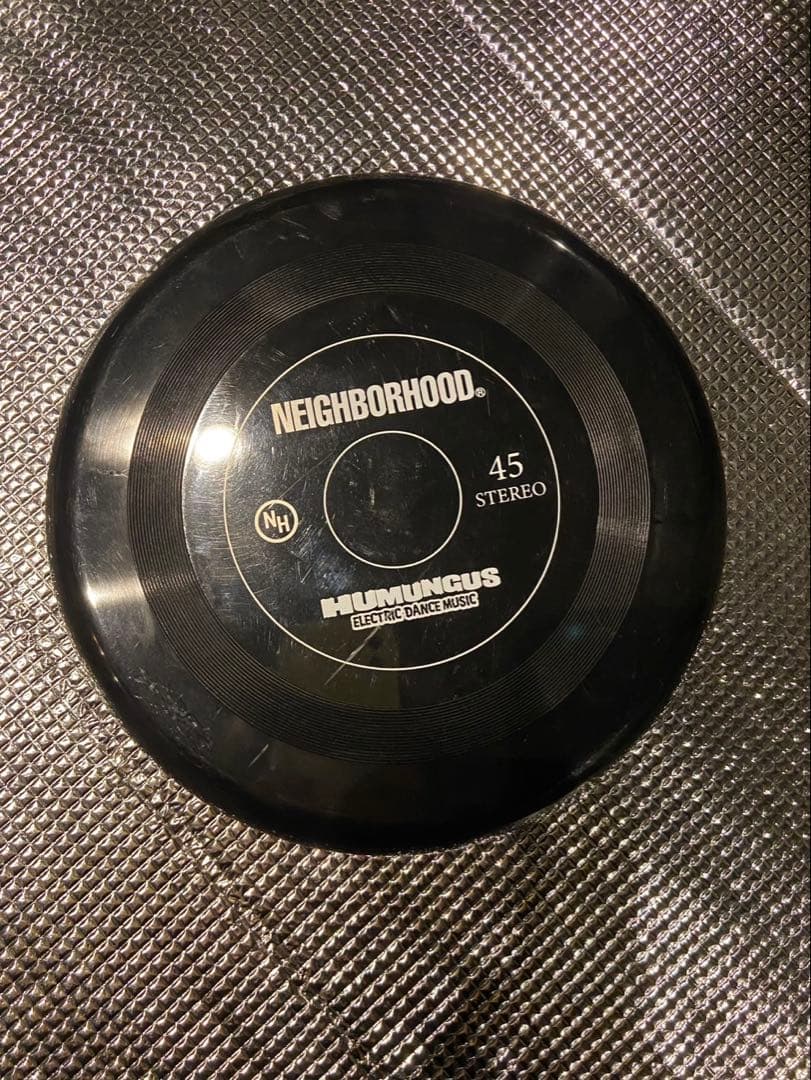 NEIGHBORHOOD®
45
STEREO
NH
HUMUNGUS
ELECTRIC DANCE MUSIC